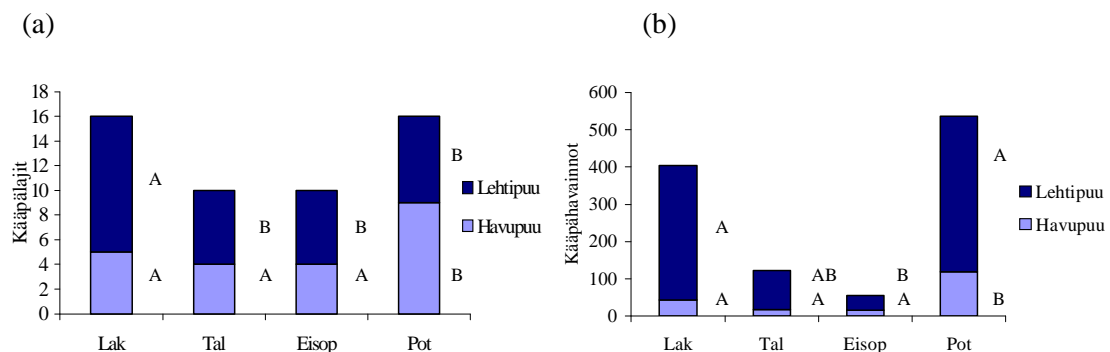 (a)
(b)
Kääpälajit
18
16
14
12
10
8
6
4
2
0
A
A
B
A
B
A
B
B
Lehtipuu
Havupuu
Lak Tal Eisop Pot
Kääpähavainnot
600
500
400
300
200
100
0
A
A
AB
A
B
A
A
B
Lehtipuu
Havupuu
Lak Tal Eisop Pot